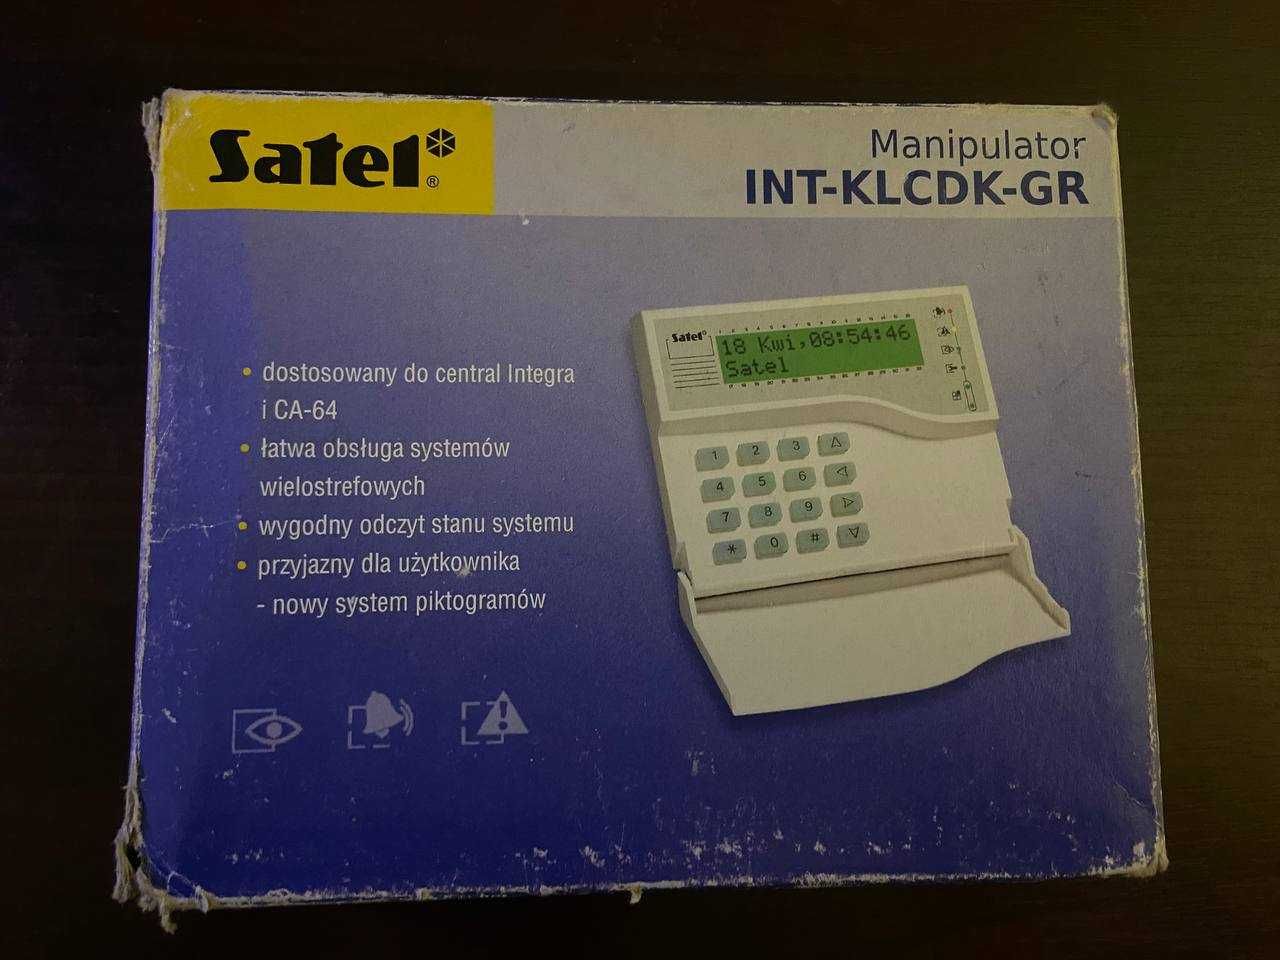 Satel®
Manipulator
INT-KLCDK-GR
• dostosowany do central Integra
i CA-64
• łatwa obsługa systemów
wielostrefowych
• wygodny odczyt stanu systemu
• przyjazny dla użytkownika
- nowy system piktogramów
Satel
18 Kwi,08:54:46
Satel
1 2 3
4 5 6
7 8 9
* 0 #